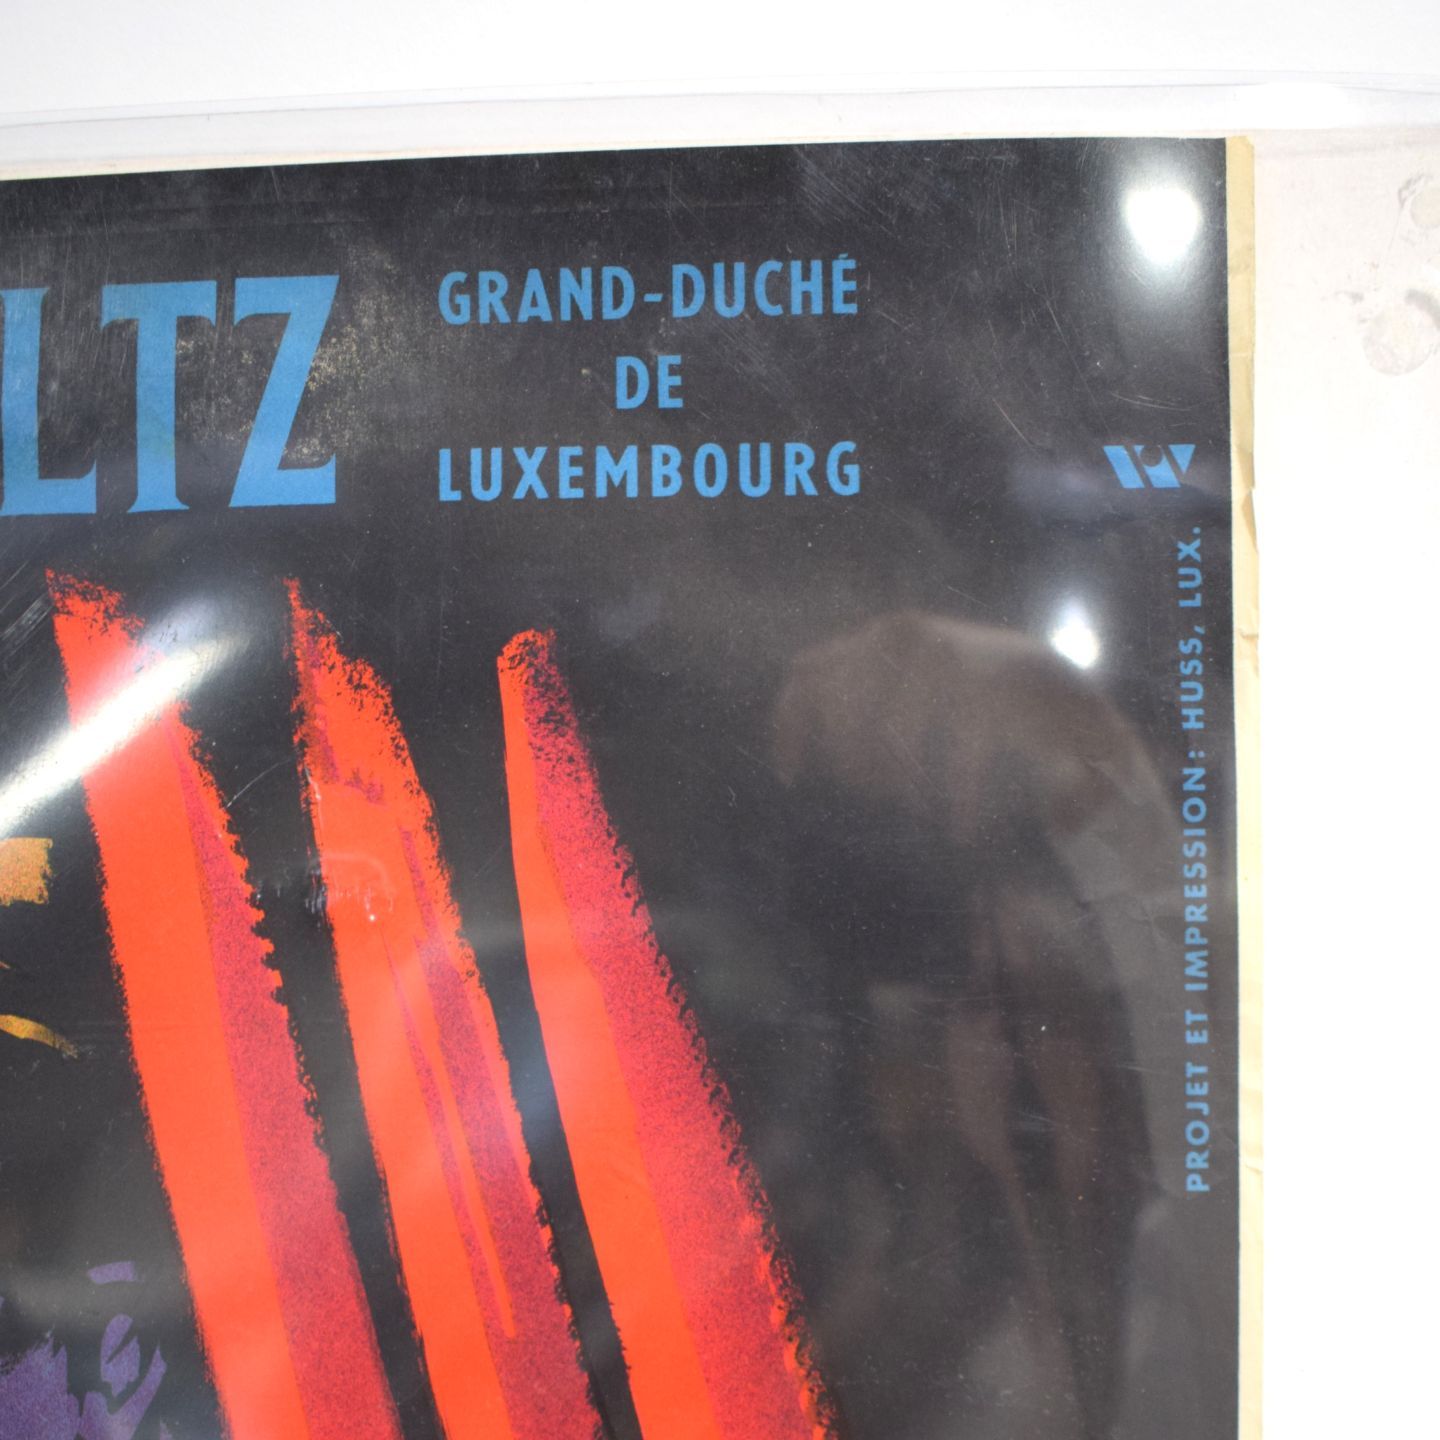 LTZ
GRAND-DUCHÉ
DE
LUXEMBOURG
PROJET ET IMPRESSION: HUSS, LUX.